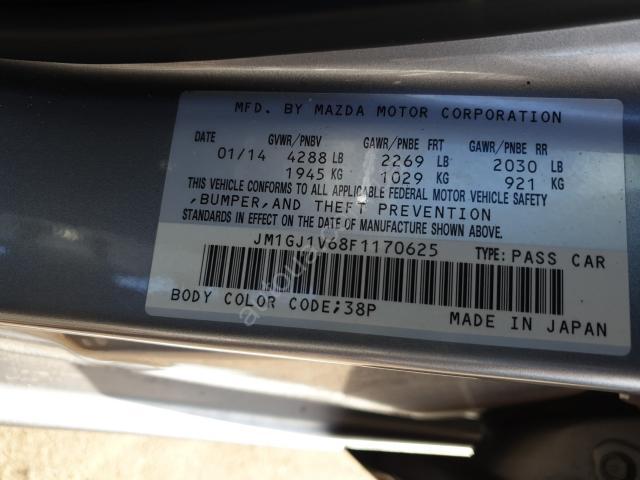 MFD. BY MAZDA MOTOR CORPORATION
DATE GVWR/PNBV GAWR/PNBE FRT GAWR/PNBE RR
01/14 4288 LB 2269 LB 2030 LB
1945 KG 1029 KG 921 KG
THIS VEHICLE CONFORMS TO ALL APPLICABLE FEDERAL MOTOR VEHICLE SAFETY
,BUMPER,AND THEFT PREVENTION
STANDARDS IN EFFECT ON THE DATE OF MANUFACTURE SHOWN ABOVE.
JM1GJ1V68F1170625 TYPE: PASS CAR
BODY COLOR CODE;38P MADE IN JAPAN